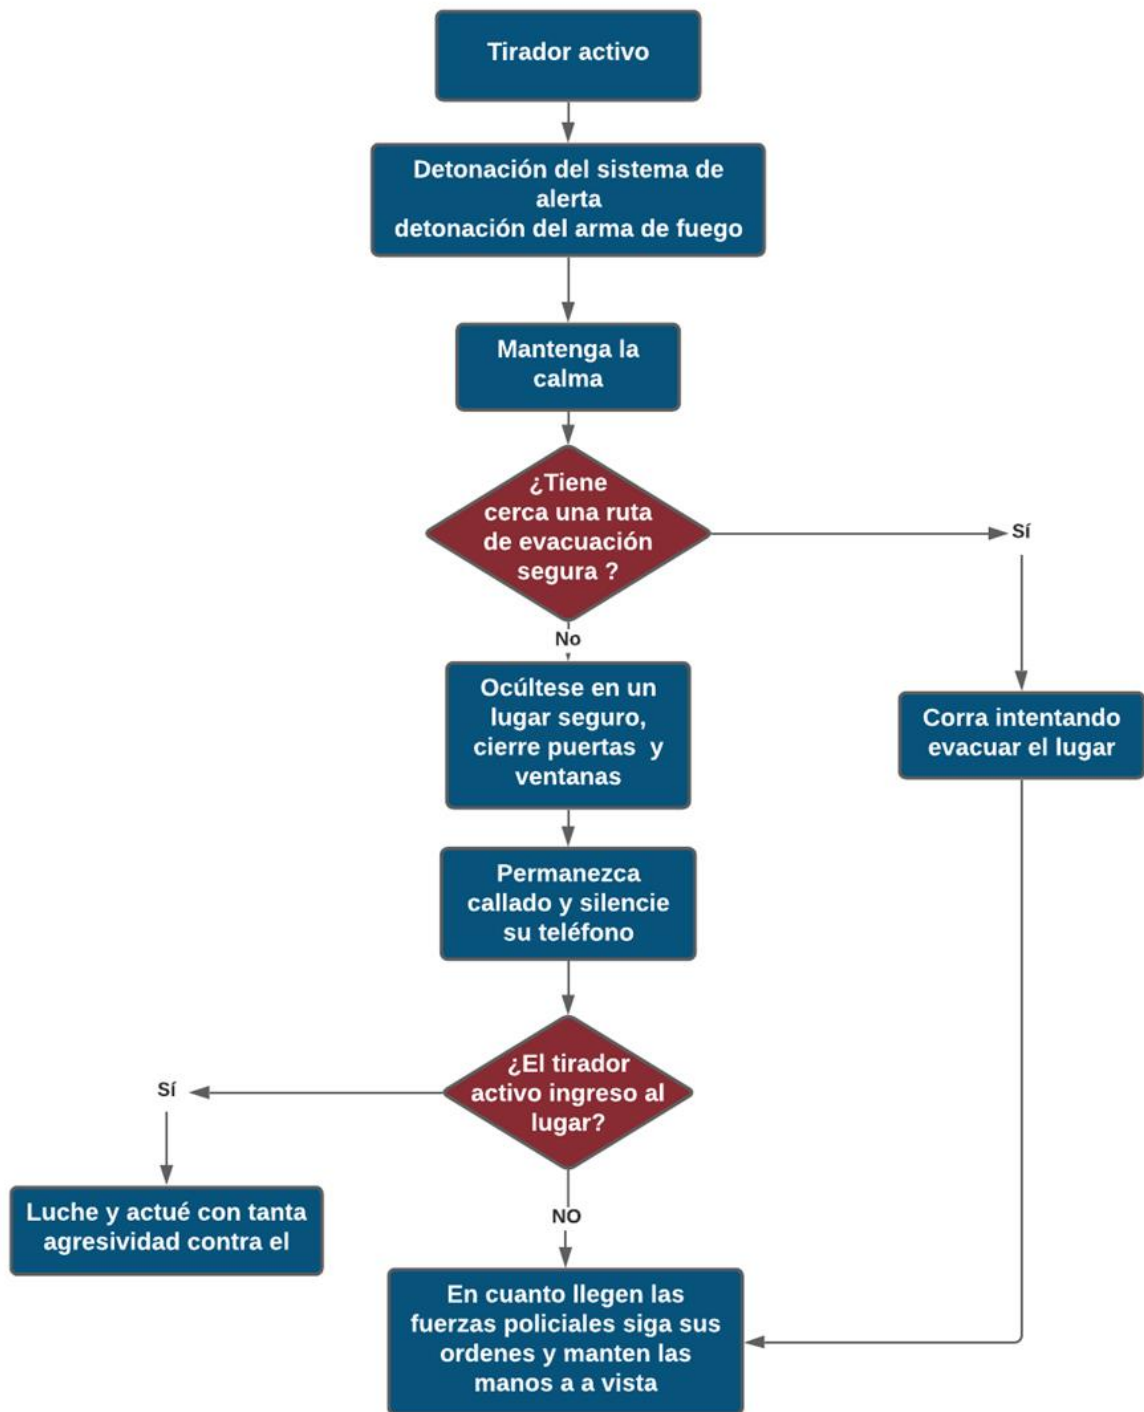 Tirador activo
Detonación del sistema de
alerta
detonación del arma de fuego
Mantenga la
calma
¿Tiene
cerca una ruta
de evacuación
segura ?
Sí
No
Ocúltese en un
lugar seguro,
cierre puertas  y
ventanas
Corra intentando
evacuar el lugar
Permanezca
callado y silencie
su teléfono
¿El tirador
activo ingreso al
lugar?
Sí
Luche y actué con tanta
agresividad contra el
NO
En cuanto llegen las
fuerzas policiales siga sus
ordenes y manten las
manos a a vista